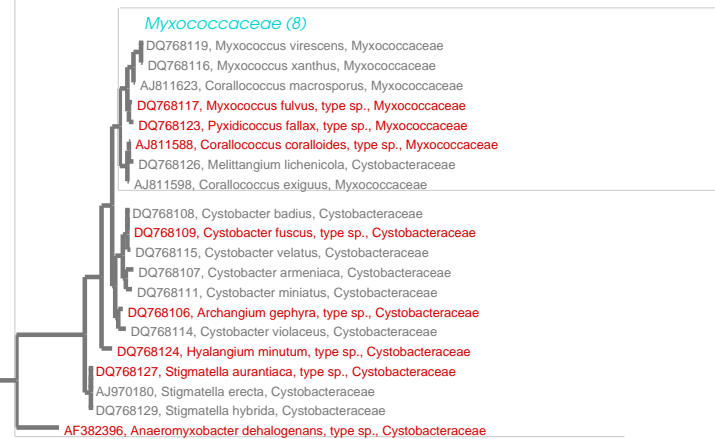 Myxococcaceae (8)
DQ768119, Myxococcus virescens, Myxococcaceae
DQ768116, Myxococcus xanthus, Myxococcaceae
AJ811623, Corallococcus macrosporus, Myxococcaceae
DQ768117, Myxococcus fulvus, type sp., Myxococcaceae
DQ768123, Pyxidicoccus fallax, type sp., Myxococcaceae
AJ811588, Corallococcus coralloides, type sp., Myxococcaceae
DQ768126, Melittangium lichenicola, Cystobacteraceae
AJ811598, Corallococcus exiguus, Myxococcaceae
DQ768108, Cystobacter badius, Cystobacteraceae
DQ768109, Cystobacter fuscus, type sp., Cystobacteraceae
DQ768115, Cystobacter velatus, Cystobacteraceae
DQ768107, Cystobacter armeniaca, Cystobacteraceae
DQ768111, Cystobacter miniatus, Cystobacteraceae
DQ768106, Archangium gephyra, type sp., Cystobacteraceae
DQ768114, Cystobacter violaceus, Cystobacteraceae
DQ768124, Hyalangium minutum, type sp., Cystobacteraceae
DQ768127, Stigmatella aurantiaca, type sp., Cystobacteraceae
AJ970180, Stigmatella erecta, Cystobacteraceae
DQ768129, Stigmatella hybrida, Cystobacteraceae
AF382396, Anaeromyxobacter dehalogenans, type sp., Cystobacteraceae